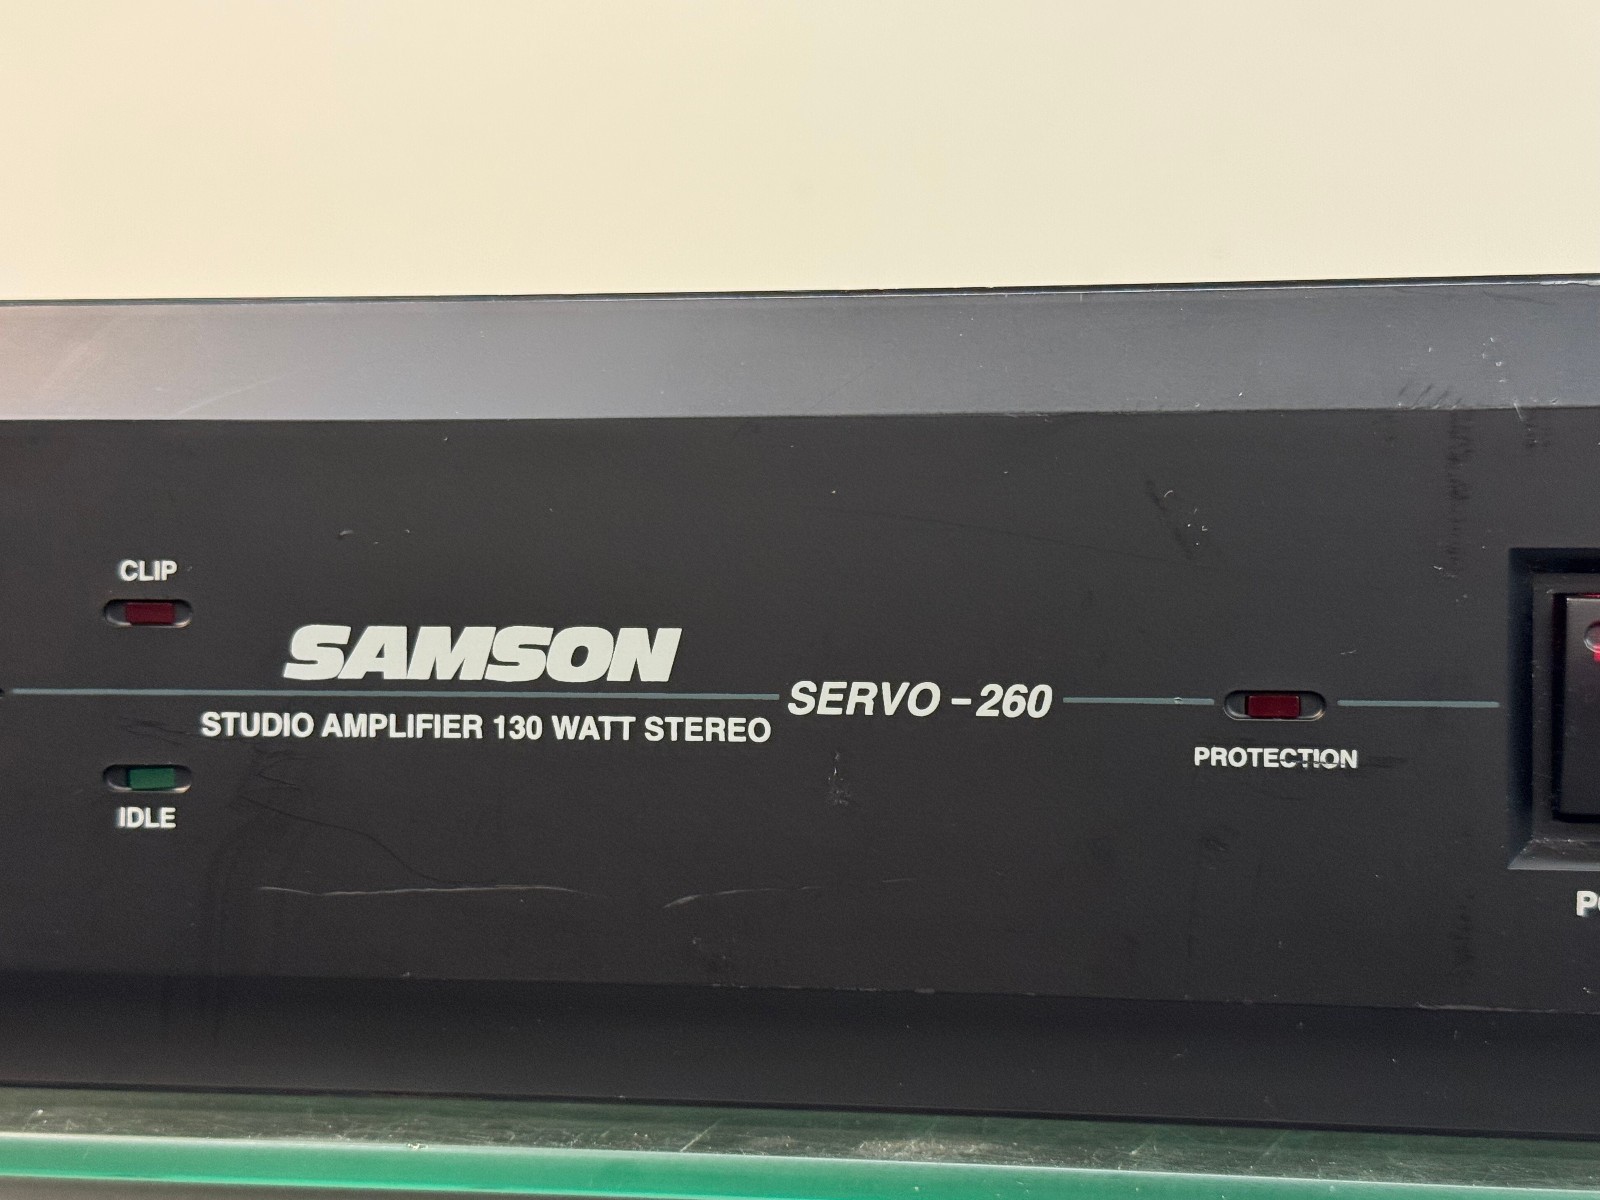 CLIP
SAMSON
SERVO-260
STUDIO AMPLIFIER 130 WATT STEREO
PROTECTION
IDLE